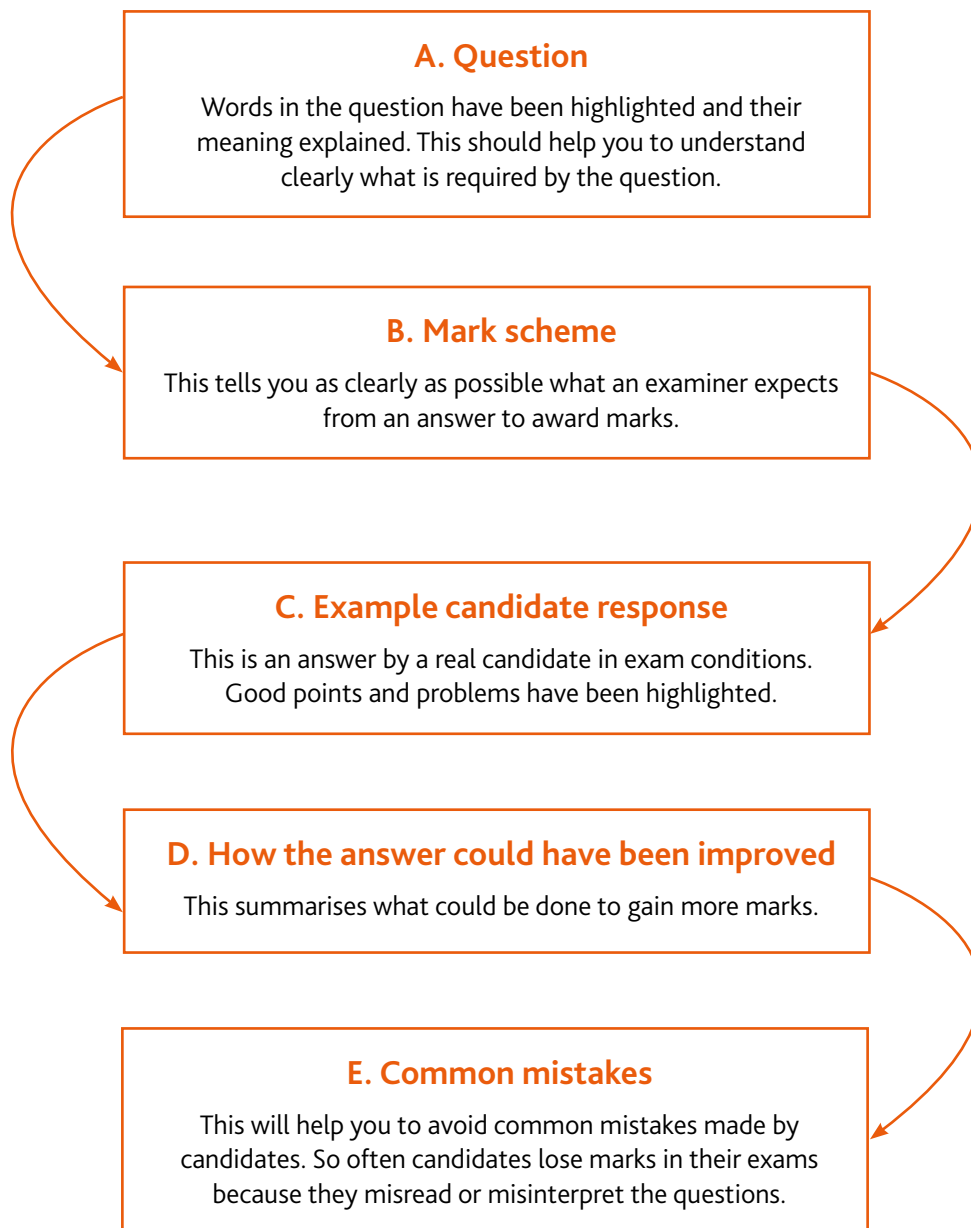 A. Question
Words in the question have been highlighted and their
meaning explained. This should help you to understand
clearly what is required by the question.
B. Mark scheme
This tells you as clearly as possible what an examiner expects
from an answer to award marks.
C. Example candidate response
This is an answer by a real candidate in exam conditions.
Good points and problems have been highlighted.
D. How the answer could have been improved
This summarises what could be done to gain more marks.
E. Common mistakes
This will help you to avoid common mistakes made by
candidates. So often candidates lose marks in their exams
because they misread or misinterpret the questions.